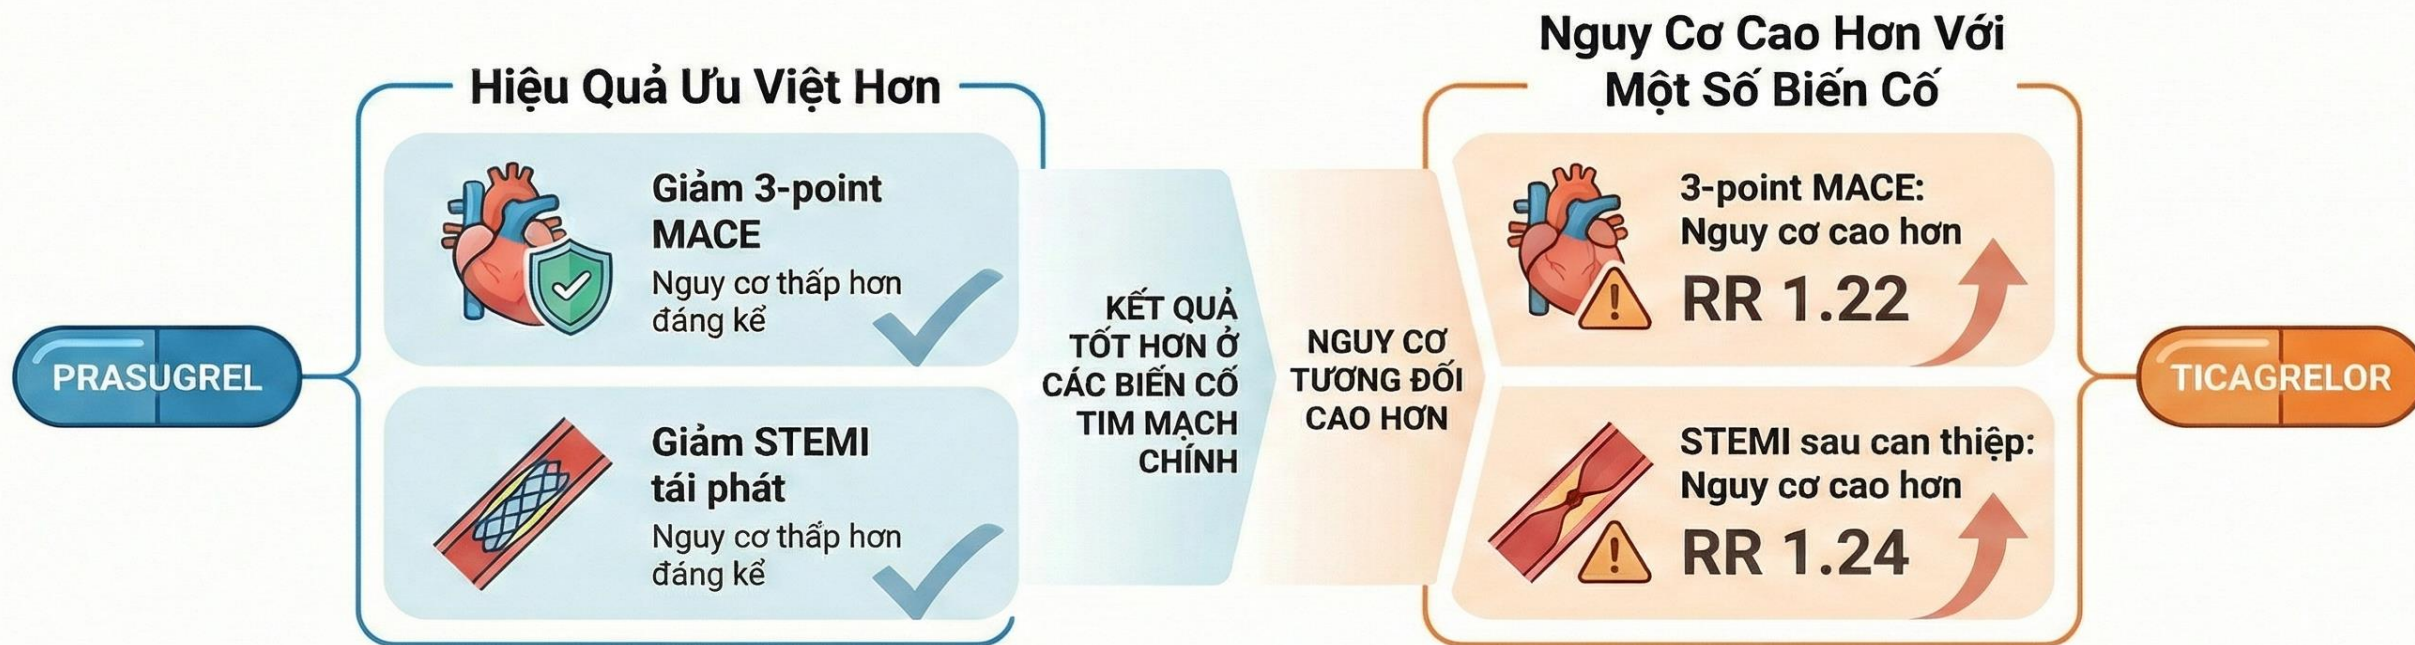 PRASUGREL
Hiệu Quả Ưu Việt Hơn
Giảm 3-point
MACE
Nguy cơ thấp hơn
đáng kể
Giảm STEMI
tái phát
Nguy cơ thấp hơn
đáng kể
KẾT QUẢ
TỐT HƠN Ở
CÁC BIẾN CỐ
TIM MẠCH
CHÍNH
NGUY CƠ
TƯƠNG ĐỐI
CAO HƠN
Nguy Cơ Cao Hơn Với
Một Số Biến Cố
3-point MACE:
Nguy cơ cao hơn
RR 1.22
STEMI sau can thiệp:
Nguy cơ cao hơn
RR 1.24
TICAGRELOR